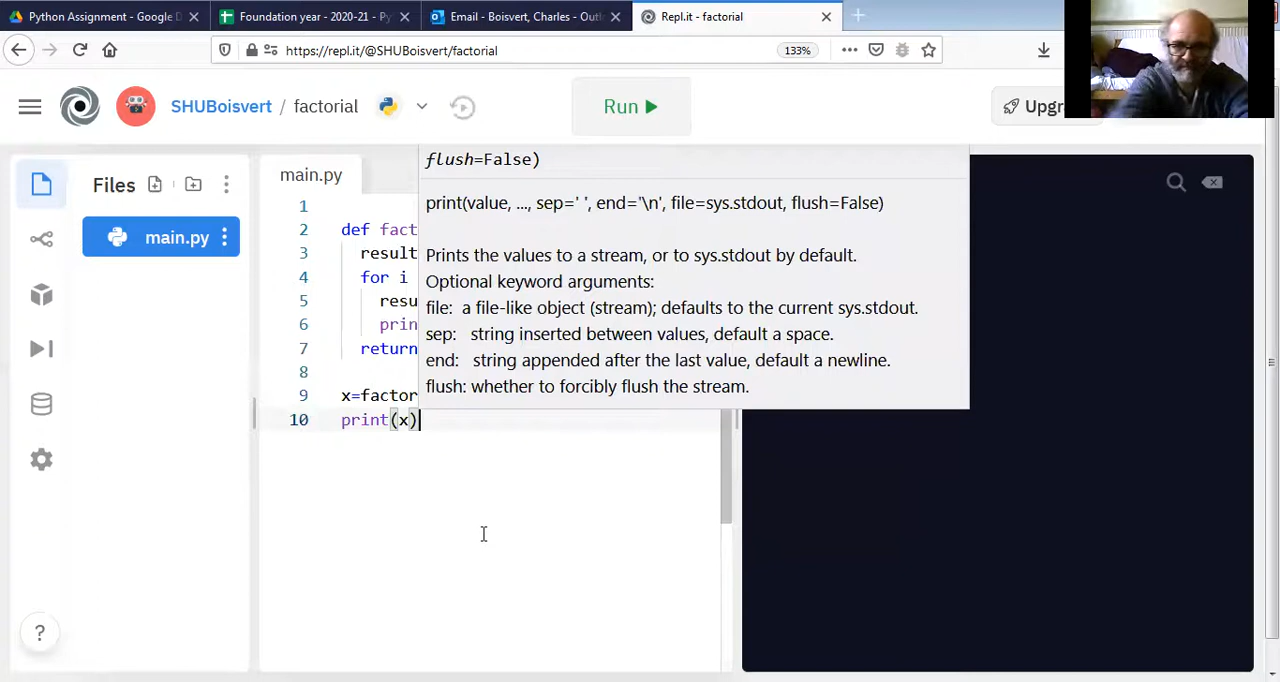 Python Assignment - Google D
Foundation year - 2020-21 - Py
Email - Boisvert, Charles - Outl
Repl.it - factorial
https://repl.it/@SHUBoisvert/factorial
133%
SHUBoisvert / factorial
Run
Upgr
Files
main.py
main.py
flush=False)
print(value, ..., sep=' ', end='\n', file=sys.stdout, flush=False)
Prints the values to a stream, or to sys.stdout by default.
Optional keyword arguments:
file: a file-like object (stream); defaults to the current sys.stdout.
sep: string inserted between values, default a space.
end: string appended after the last value, default a newline.
flush: whether to forcibly flush the stream.
1
2 def fact
3 result
4 for i
5 resu
6 prin
7 return
8
9 x=factor
10 print(x)
?